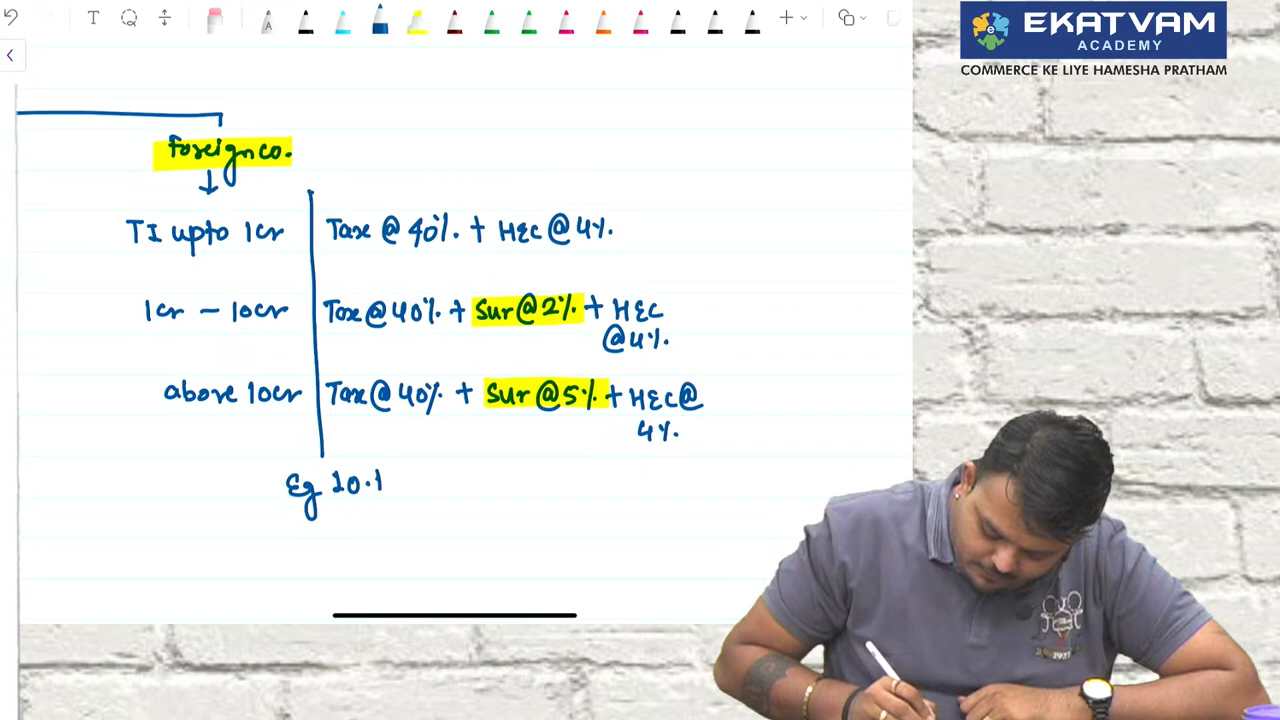 EKATVAM
ACADEMY
COMMERCE KE LIYE HAMESHA PRATHAM
Foreign co.
TI upto 1cr Tax @ 40% + HEC @ 4%.
1cr - 10cr Tax @ 40% + Sur @ 2% + HEC
@ 4%.
above 10cr Tax @ 40% + Sur @ 5% + HEC @
4%.
Eg 10.1
1927